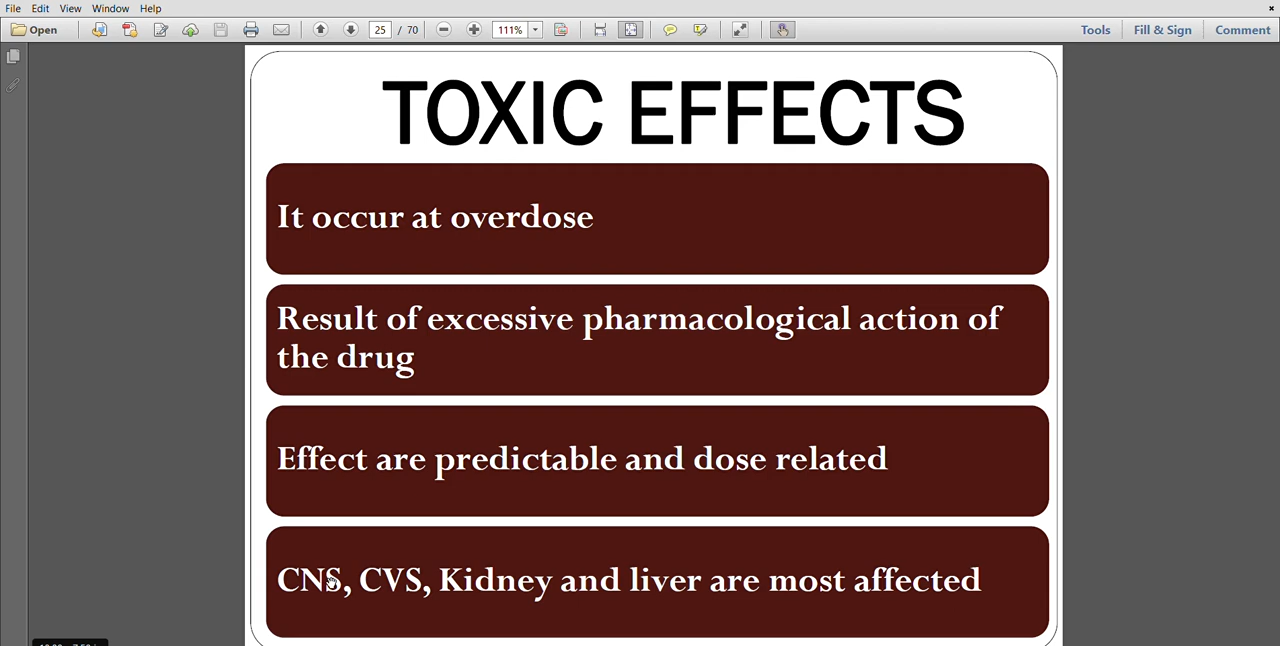 File Edit View Window Help
Open 25 / 70 111% Tools Fill & Sign Comment
TOXIC EFFECTS
It occur at overdose
Result of excessive pharmacological action of
the drug
Effect are predictable and dose related
CNS, CVS, Kidney and liver are most affected